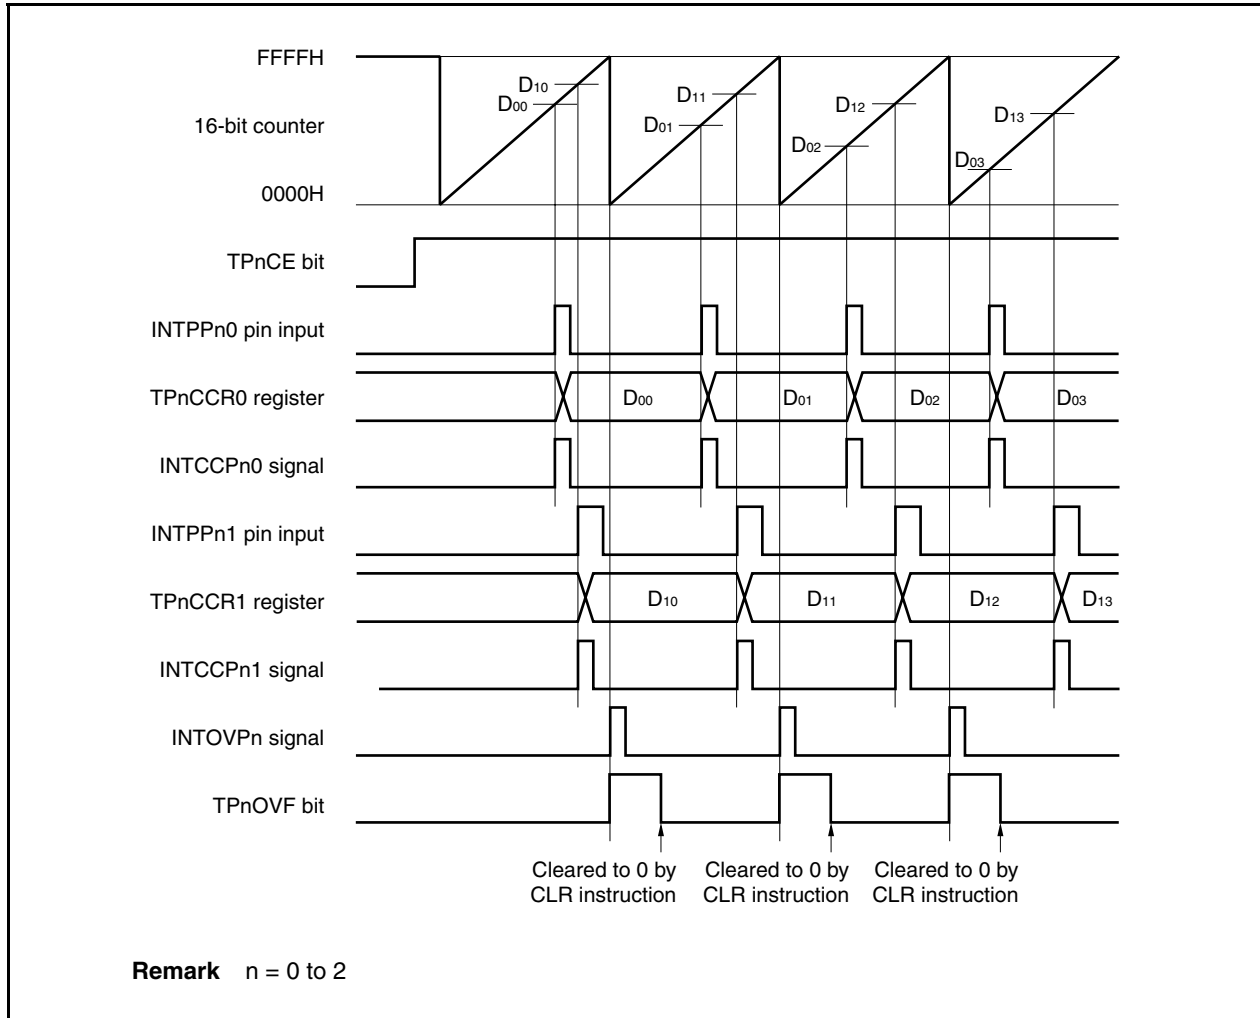 FFFFH
D10
D00
D11
D01
D12
D02
D13
D03
16-bit counter
0000H
TPnCE bit
INTPPn0 pin input
TPnCCR0 register
D00
D01
D02
D03
INTCCPn0 signal
INTPPn1 pin input
TPnCCR1 register
D10
D11
D12
D13
INTCCPn1 signal
INTOVPn signal
TPnOVF bit
Cleared to 0 by
CLR instruction
Cleared to 0 by
CLR instruction
Cleared to 0 by
CLR instruction
Remark n = 0 to 2